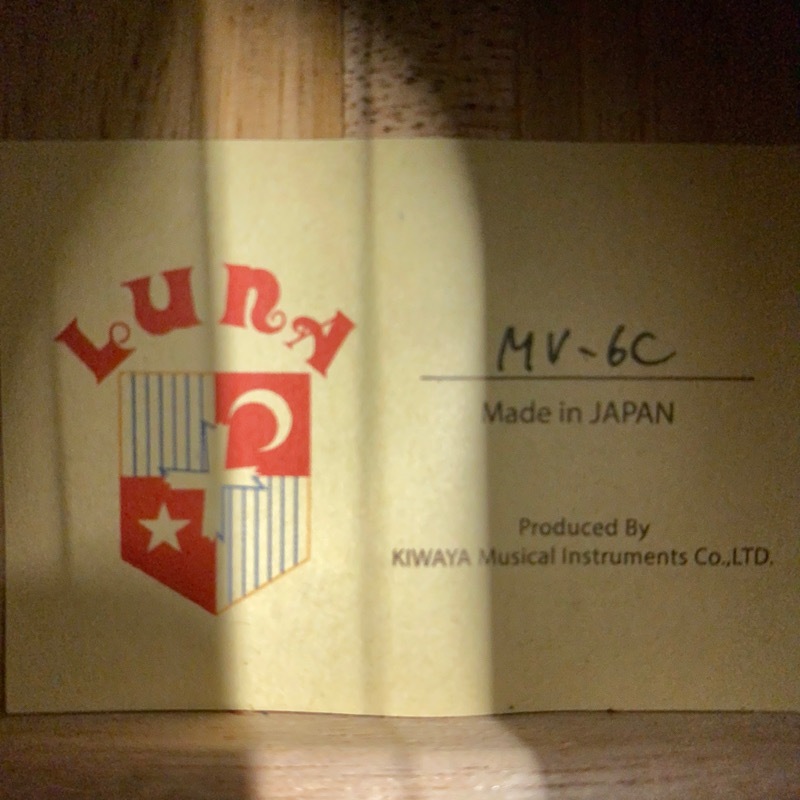 LUNA
MV-6C
Made in JAPAN
Produced By
KIWAYA Musical Instruments Co.,LTD.